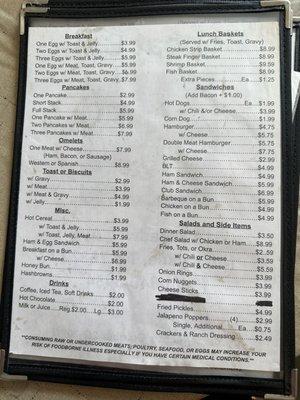 Breakfast
One Egg w/ Toast & Jelly $3.99
Two Eggs w/ Toast & Jelly $4.99
Three Eggs w/ Toast & Jelly $5.99
One Egg w/ Meat, Toast, Gravy $5.99
Two Eggs w/ Meat, Toast, Gravy
Three Eggs w/ Meat, Toast, Gravy $7.99
Pancakes
One Pancake $2.99
Short Stack $4.99
Full Stack $5.99
One Pancake w/ Meat $5.99
Two Pancakes w/ Meat $6.99
Three Pancakes w/ Meat $7.99
Omelets
One Meat w/ Cheese $7.99
(Ham, Bacon, or Sausage)
Western or Spanish $8.99
Toast or Biscuits
w/ Gravy $2.99
w/ Meat $3.99
w/ Meat & Gravy $4.99
w/ Jelly $1.99
Misc.
Hot Cereal $3.99
w/ Toast & Jelly $5.99
w/ Toast, Jelly, Meat $7.99
Ham & Egg Sandwich $5.99
Breakfast on a Bun $5.99
w/ Cheese $6.99
Honey Bun $1.99
Hashbrowns $1.99
Drinks
Coffee, Iced Tea, Soft Drinks $2.00
Hot Chocolate $2.00
Milk or Juice Reg $2.00 Lg $3.00
Lunch Baskets
(Served w/ Fries, Toast, Gravy)
Chicken Strip Basket $8.99
Steak Finger Basket $8.99
Shrimp Basket $9.59
Fish Basket $8.99
Extra Pieces Ea $1.25
Sandwiches
(Add Bacon + $1.00)
Hot Dogs Ea $1.99
w/ Chili &/or Cheese $3.99
Corn Dog $1.99
Hamburger $4.75
w/ Cheese $5.75
Double Meat Hamburger $5.75
w/ Cheese $7.75
Grilled Cheese $2.99
BLT $4.99
Ham Sandwich $4.99
Ham & Cheese Sandwich $5.99
Club Sandwich $6.99
Barbeque on a Bun $5.99
Chicken on a Bun $4.99
Fish on a Bun $4.99
Salads and Side Items
Dinner Salad $3.50
Chef Salad w/ Chicken or Ham $8.99
Fries, Tots, or Okra $2.59
w/ Chili or Cheese $3.59
w/ Chili & Cheese $5.59
Onion Rings $3.99
Corn Nuggets $3.99
Cheese Sticks $3.99
Fried Pickles $4.99
Jalapeno Poppers (4) $2.99
Single, Additional Ea $0.75
Crackers & Ranch Dressing $2.49
**CONSUMING RAW OR UNDERCOOKED MEATS; POULTRY, SEAFOOD, OR EGGS MAY INCREASE YOUR
RISK OF FOODBORNE ILLNESS ESPECIALLY IF YOU HAVE CERTAIN MEDICAL CONDITIONS.**